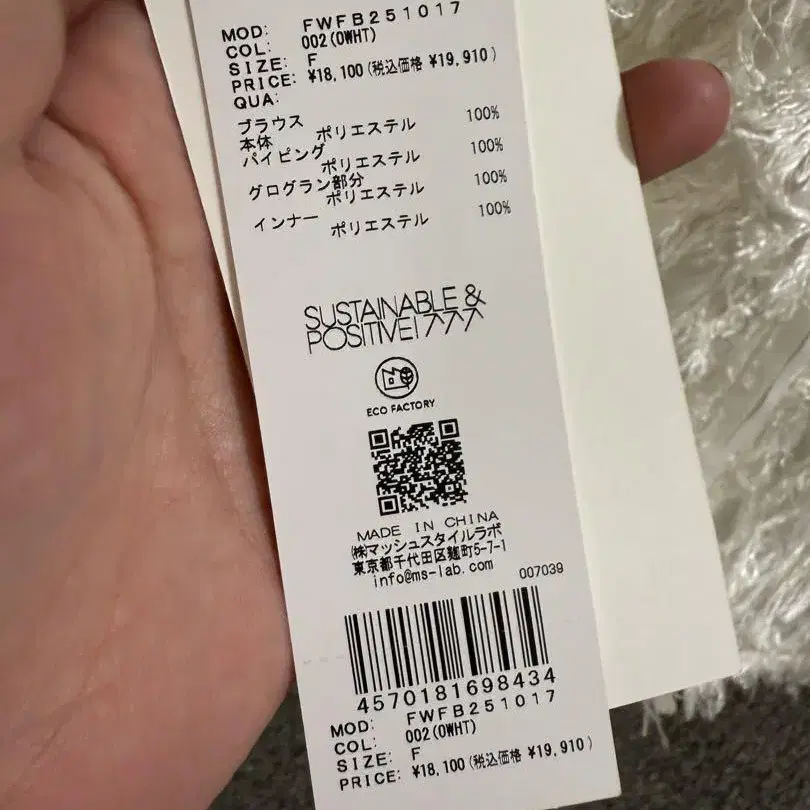 MOD: FWFB251017
COL: 002(OWHT)
SIZE: F
PRICE: ¥18,100(税込価格 ¥19,910)
QUA:
ブラウス
本体 ポリエステル 100%
パイピング ポリエステル 100%
グログラン部分 ポリエステル 100%
インナー ポリエステル 100%
SUSTAINABLE &
POSITIVE!
ECO FACTORY
MADE IN CHINA
㈱マッシュスタイルラボ
東京都千代田区麹町5-7-1
info@ms-lab.com
007039
4570181698434
MOD: FWFB251017
COL: 002(OWHT)
SIZE: F
PRICE: ¥18,100(税込価格 ¥19,910)